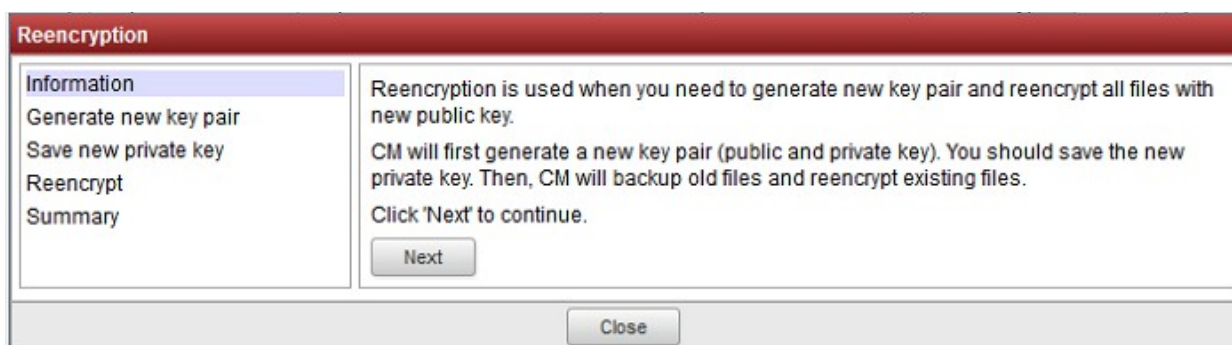 Reencryption
Information
Generate new key pair
Save new private key
Reencrypt
Summary
Reencryption is used when you need to generate new key pair and reencrypt all files with
new public key.
CM will first generate a new key pair (public and private key). You should save the new
private key. Then, CM will backup old files and reencrypt existing files.
Click 'Next' to continue.
Next
Close